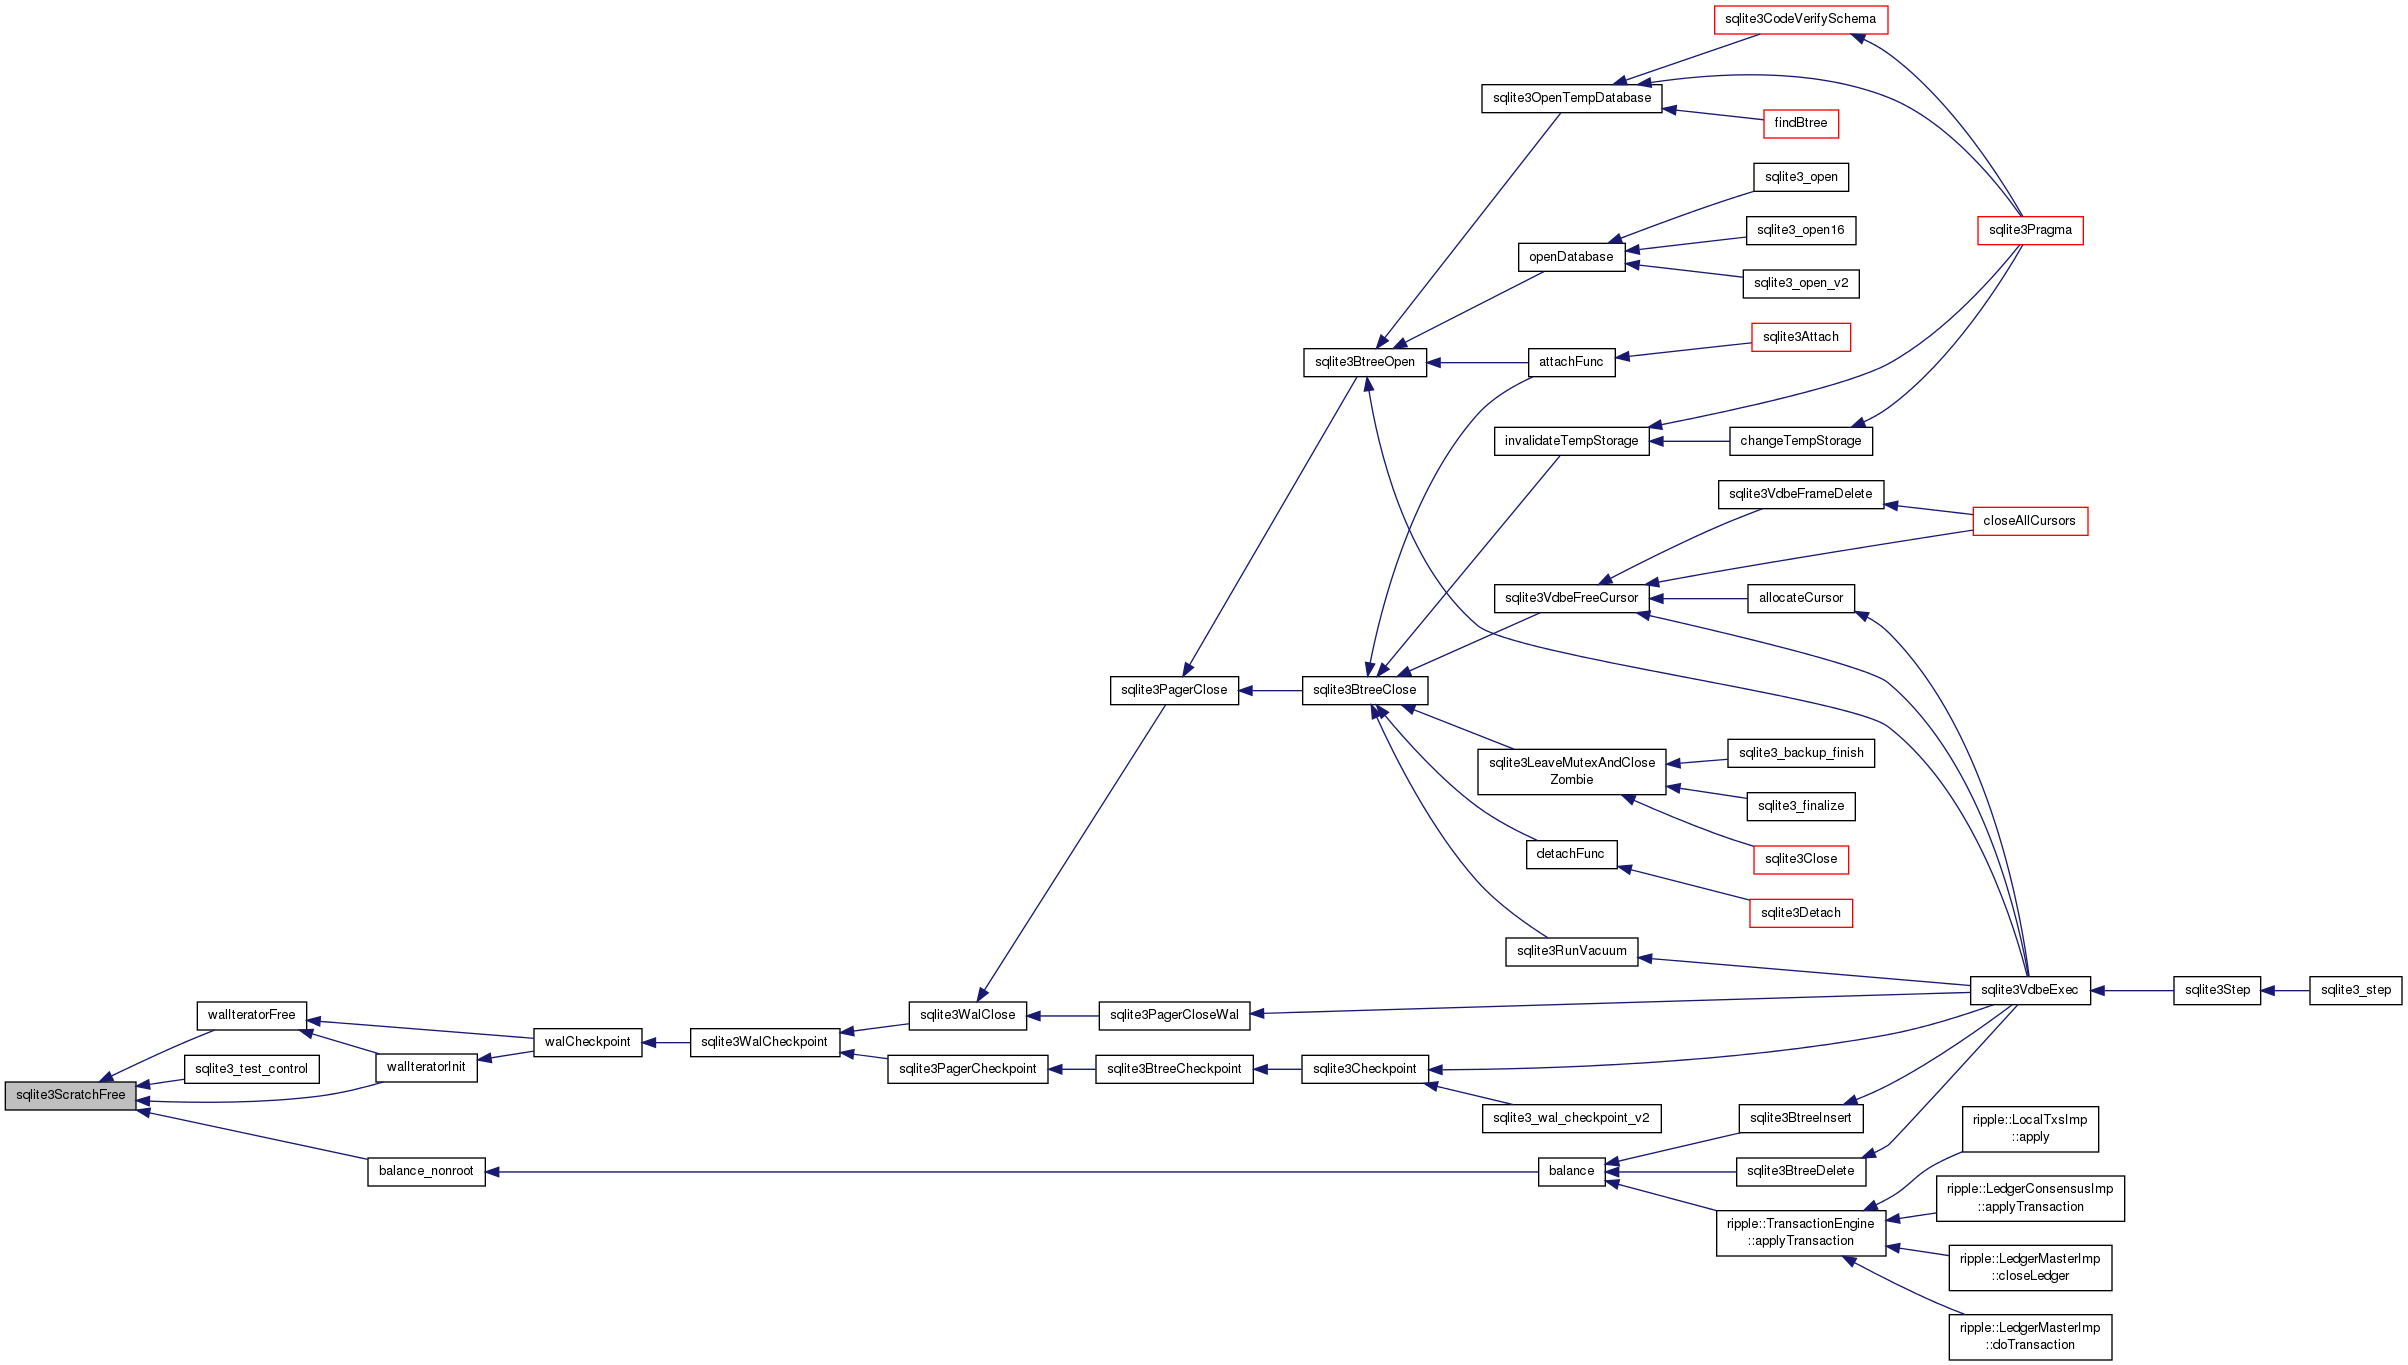 sqlite3CodeVerifySchema
sqlite3OpenTempDatabase
findBtree
sqlite3_open
sqlite3_open16
sqlite3Pragma
openDatabase
sqlite3_open_v2
sqlite3Attach
sqlite3BtreeOpen
attachFunc
invalidateTempStorage
changeTempStorage
sqlite3VdbeFrameDelete
closeAllCursors
sqlite3VdbeFreeCursor
allocateCursor
sqlite3PagerClose
sqlite3BtreeClose
sqlite3LeaveMutexAndClose
Zombie
sqlite3_backup_finish
sqlite3_finalize
detachFunc
sqlite3Close
sqlite3Detach
sqlite3RunVacuum
sqlite3VdbeExec
sqlite3Step
sqlite3_step
walIteratorFree
sqlite3WalClose
sqlite3PagerCloseWal
walCheckpoint
sqlite3WalCheckpoint
sqlite3_test_control
walIteratorInit
sqlite3PagerCheckpoint
sqlite3BtreeCheckpoint
sqlite3Checkpoint
sqlite3ScratchFree
sqlite3_wal_checkpoint_v2
sqlite3BtreeInsert
ripple::LocalTxsImp
::apply
balance_nonroot
balance
sqlite3BtreeDelete
ripple::LedgerConsensusImp
::applyTransaction
ripple::TransactionEngine
::applyTransaction
ripple::LedgerMasterImp
::closeLedger
ripple::LedgerMasterImp
::doTransaction